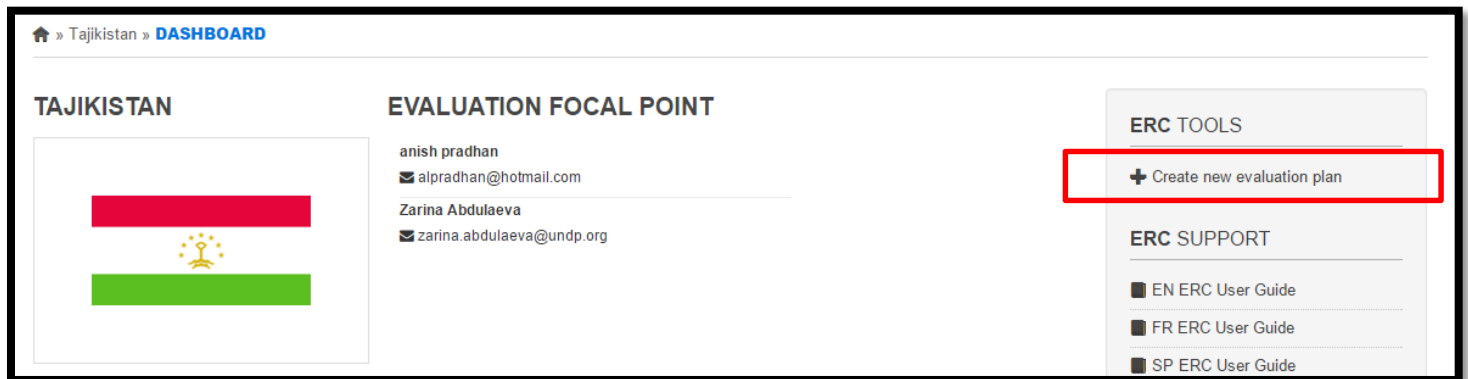 » Tajikistan » DASHBOARD
TAJIKISTAN
EVALUATION FOCAL POINT
anish pradhan
alpradhan@hotmail.com
Zarina Abdulaeva
zarina.abdulaeva@undp.org
ERC TOOLS
Create new evaluation plan
ERC SUPPORT
EN ERC User Guide
FR ERC User Guide
SP ERC User Guide